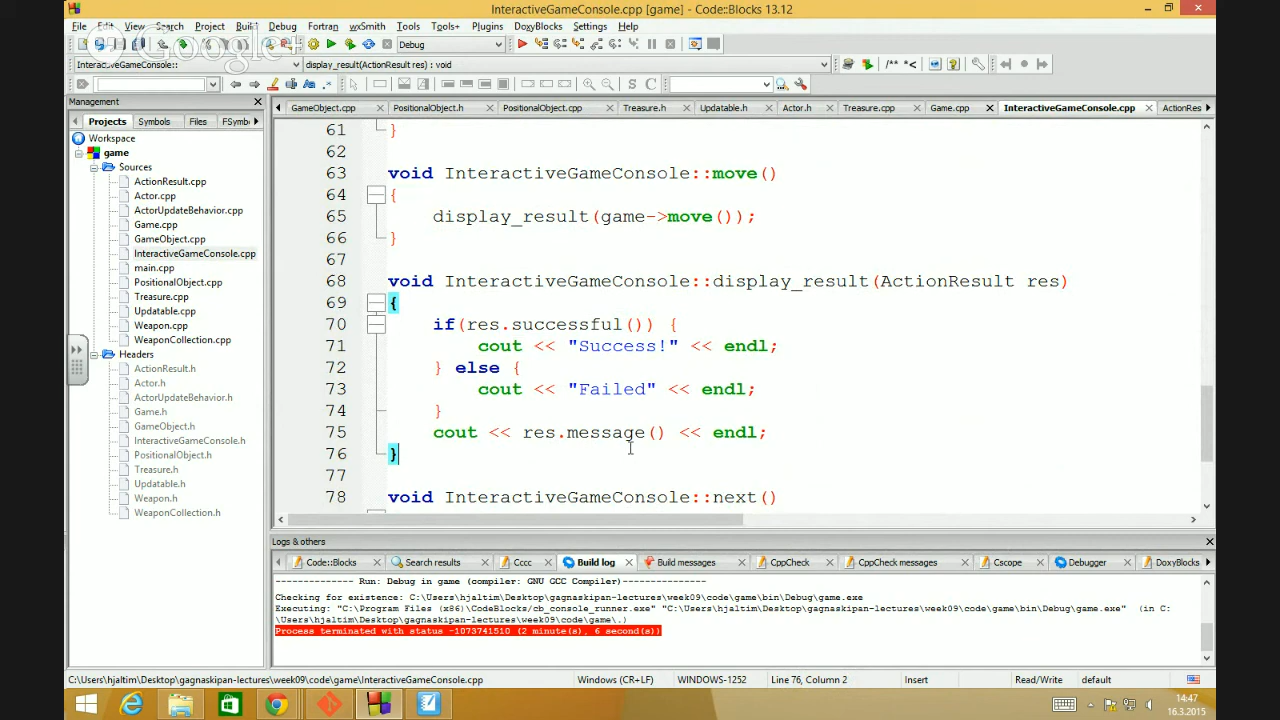 InteractiveGameConsole.cpp [game] - Code::Blocks 13.12
File Edit View Search Project Build Debug Fortran wxSmith Tools Tools+ Plugins DoxyBlocks Settings Help
Google+
Debug
InteractiveGameConsole:: display_result(ActionResult res) : void
/** *<
S C
Management
Projects Symbols Files FSymb
GameObject.cpp PositionalObject.h PositionalObject.cpp Treasure.h Updatable.h Actor.h Treasure.cpp Game.cpp InteractiveGameConsole.cpp ActionRes
Workspace
game
Sources
ActionResult.cpp
Actor.cpp
ActorUpdateBehavior.cpp
Game.cpp
GameObject.cpp
InteractiveGameConsole.cpp
main.cpp
PositionalObject.cpp
Treasure.cpp
Updatable.cpp
Weapon.cpp
WeaponCollection.cpp
Headers
ActionResult.h
Actor.h
ActorUpdateBehavior.h
Game.h
GameObject.h
InteractiveGameConsole.h
PositionalObject.h
Treasure.h
Updatable.h
Weapon.h
WeaponCollection.h
61 }
62
63 void InteractiveGameConsole::move()
64 {
65 display_result(game->move());
66 }
67
68 void InteractiveGameConsole::display_result(ActionResult res)
69 {
70 if(res.successful()) {
71 cout << "Success!" << endl;
72 } else {
73 cout << "Failed" << endl;
74 }
75 cout << res.message() << endl;
76 }
77
78 void InteractiveGameConsole::next()
Logs & others
Code::Blocks Search results Cccc Build log Build messages CppCheck CppCheck messages Cscope Debugger DoxyBlocks
-------------- Run: Debug in game (compiler: GNU GCC Compiler)---------------
Checking for existence: C:\Users\hjaltim\Desktop\gagnaskipan-lectures\week09\code\game\bin\Debug\game.exe
Executing: "C:\Program Files (x86)\CodeBlocks/cb_console_runner.exe" "C:\Users\hjaltim\Desktop\gagnaskipan-lectures\week09\code\game\bin\Debug\game.exe" (in C:
\Users\hjaltim\Desktop\gagnaskipan-lectures\week09\code\game\.)
Process terminated with status -1073741510 (2 minute(s), 6 second(s))
C:\Users\hjaltim\Desktop\gagnaskipan-lectures\week09\code\game\InteractiveGameConsole.cpp Windows (CR+LF) WINDOWS-1252 Line 76, Column 2 Insert Read/Write default
14:47
16.3.2015